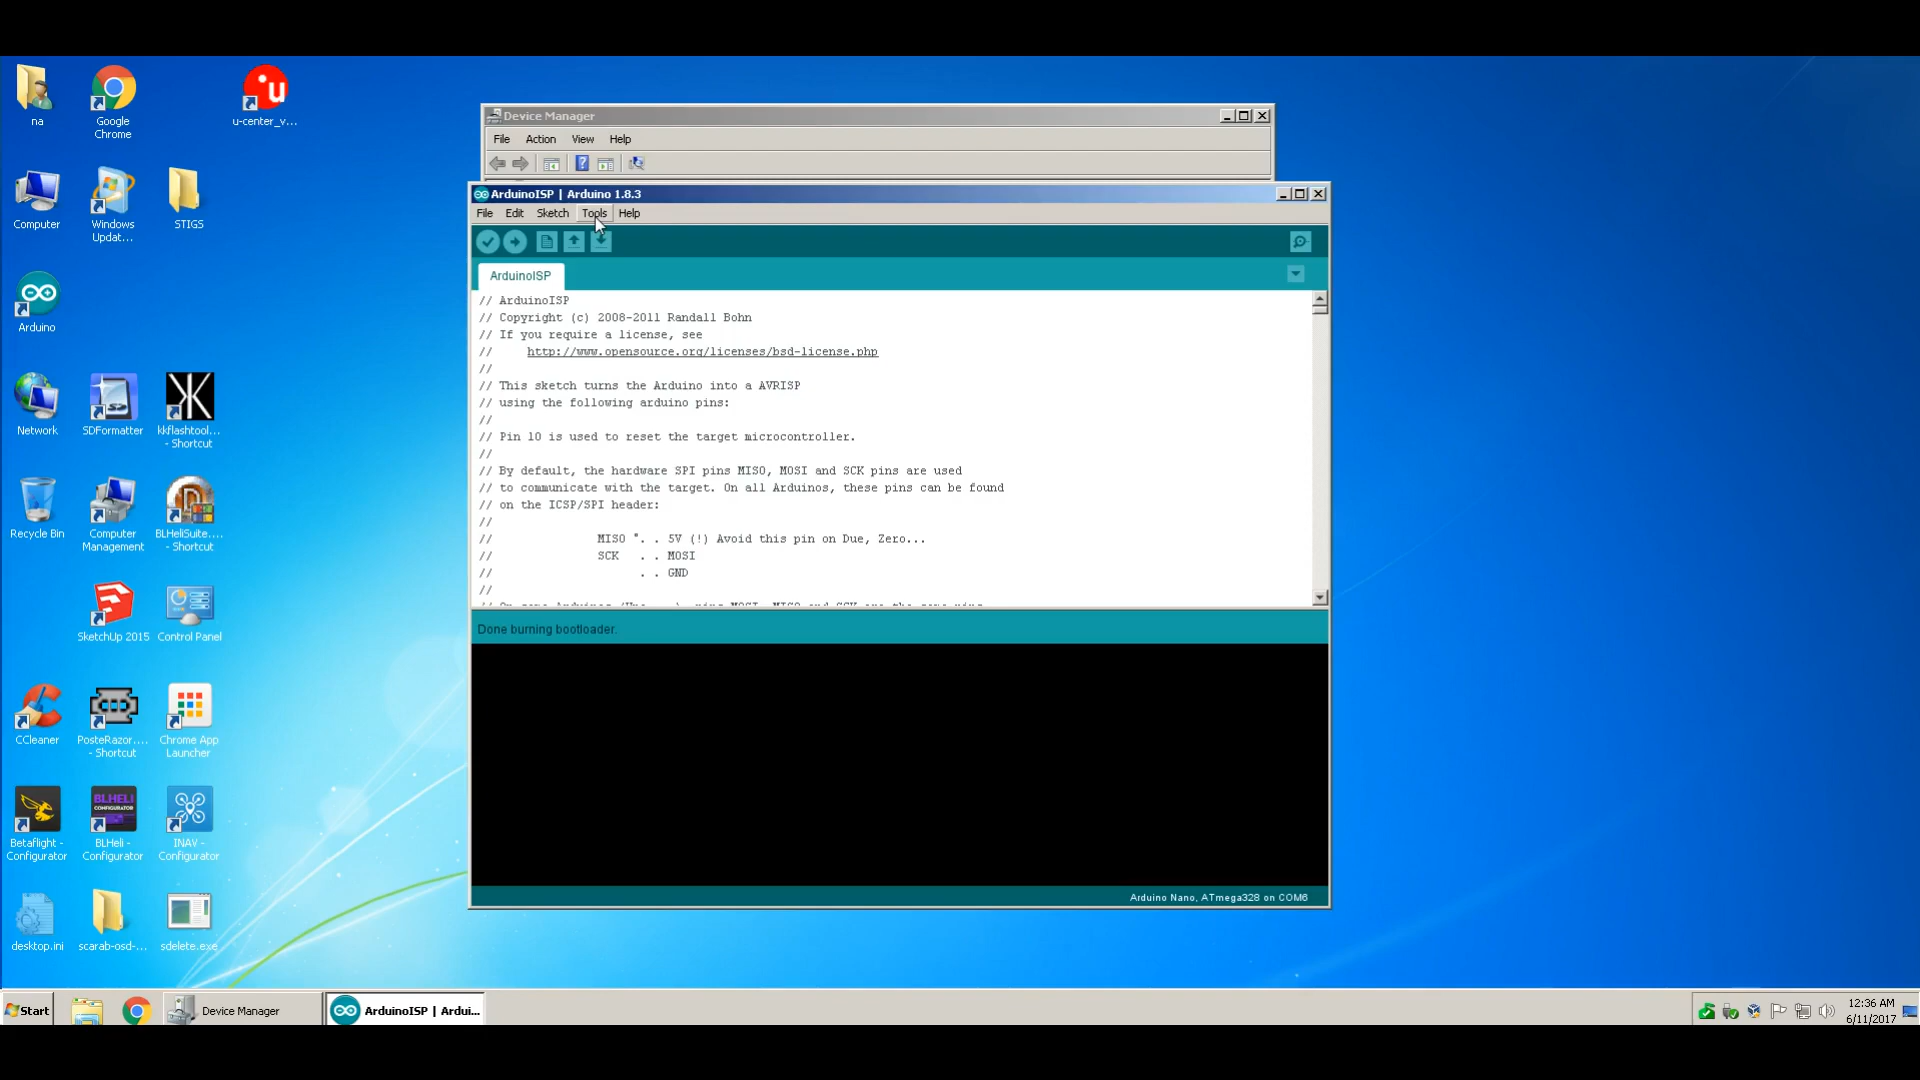 na
Google
Chrome
u-center_v...
Computer
Windows
Updat...
STIGS
Arduino
Network
SDFormatter
kkflashtool...
- Shortcut
Recycle Bin
Computer
Management
BLHeliSuite....
- Shortcut
SketchUp 2015
Control Panel
CCleaner
PosteRazor....
- Shortcut
Chrome App
Launcher
BLHELI
CONFIGURATOR
Betaflight -
Configurator
BLHeli -
Configurator
INAV -
Configurator
desktop.ini
scarab-osd-...
sdelete.exe
Device Manager
File Action View Help
ArduinoISP | Arduino 1.8.3
File Edit Sketch Tools Help
ArduinoISP
// ArduinoISP
// Copyright (c) 2008-2011 Randall Bohn
// If you require a license, see
// http://www.opensource.org/licenses/bsd-license.php
//
// This sketch turns the Arduino into a AVRISP
// using the following arduino pins:
//
// Pin 10 is used to reset the target microcontroller.
//
// By default, the hardware SPI pins MISO, MOSI and SCK pins are used
// to communicate with the target. On all Arduinos, these pins can be found
// on the ICSP/SPI header:
//
// MISO °. . 5V (!) Avoid this pin on Due, Zero...
// SCK . . MOSI
// . . GND
//
Done burning bootloader.
Arduino Nano, ATmega328 on COM6
Start
Device Manager
ArduinoISP | Ardui...
12:36 AM
6/11/2017